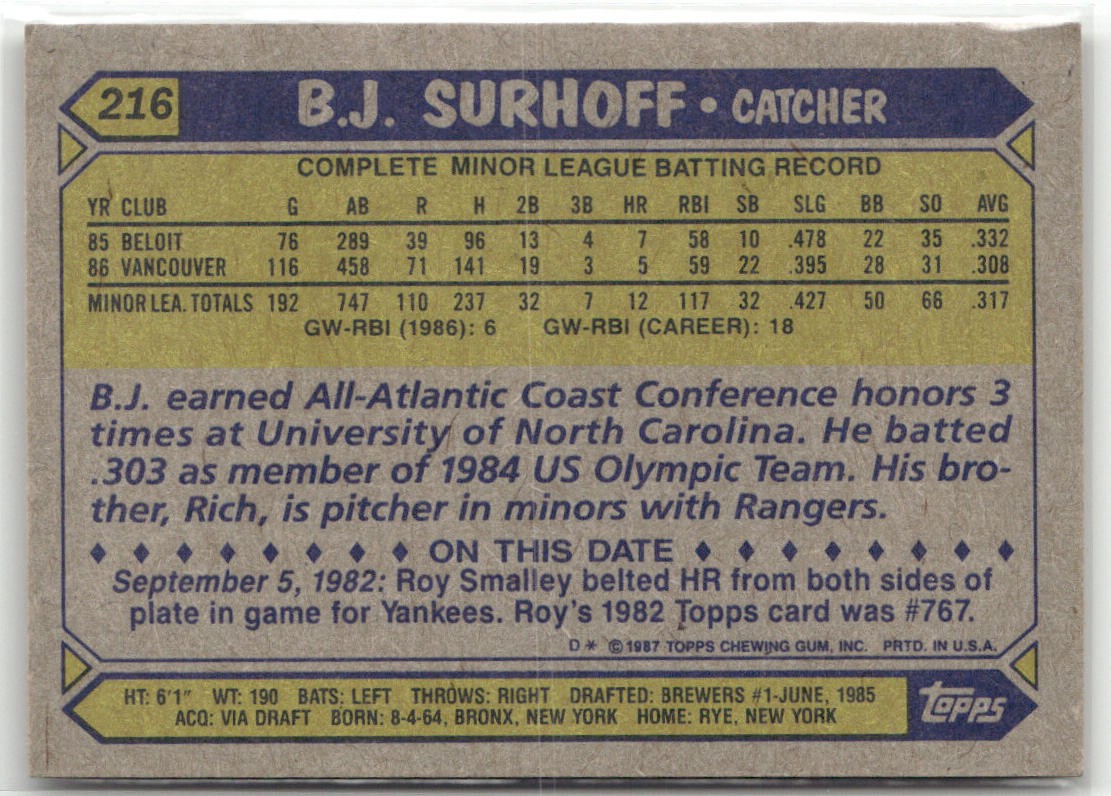 216 B.J. SURHOFF • CATCHER
COMPLETE MINOR LEAGUE BATTING RECORD
YR CLUB G AB R H 2B 3B HR RBI SB SLG BB SO AVG
85 BELOIT 76 289 39 96 13 4 7 58 10 .478 22 35 .332
86 VANCOUVER 116 458 71 141 19 3 5 59 22 .395 28 31 .308
MINOR LEA. TOTALS 192 747 110 237 32 7 12 117 32 .427 50 66 .317
GW-RBI (1986): 6 GW-RBI (CAREER): 18
B.J. earned All-Atlantic Coast Conference honors 3
times at University of North Carolina. He batted
.303 as member of 1984 US Olympic Team. His bro-
ther, Rich, is pitcher in minors with Rangers.
♦ ♦ ♦ ♦ ♦ ♦ ♦ ♦ ON THIS DATE ♦ ♦ ♦ ♦ ♦ ♦ ♦ ♦
September 5, 1982: Roy Smalley belted HR from both sides of
plate in game for Yankees. Roy's 1982 Topps card was #767.
D* ©1987 TOPPS CHEWING GUM, INC. PRTD. IN U.S.A.
HT: 6'1" WT: 190 BATS: LEFT THROWS: RIGHT DRAFTED: BREWERS #1-JUNE, 1985
ACQ: VIA DRAFT BORN: 8-4-64, BRONX, NEW YORK HOME: RYE, NEW YORK
topps